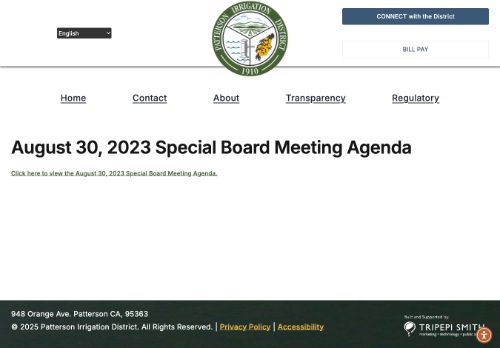 English
PATTERSON IRRIGATION DISTRICT
1910
CONNECT with the District
BILL PAY
Home
Contact
About
Transparency
Regulatory
August 30, 2023 Special Board Meeting Agenda
Click here to view the August 30, 2023 Special Board Meeting Agenda.
948 Orange Ave. Patterson CA, 95363
© 2025 Patterson Irrigation District. All Rights Reserved. | Privacy Policy | Accessibility
Built and Supported by:
TRIPEPI SMITH
marketing • technology • public